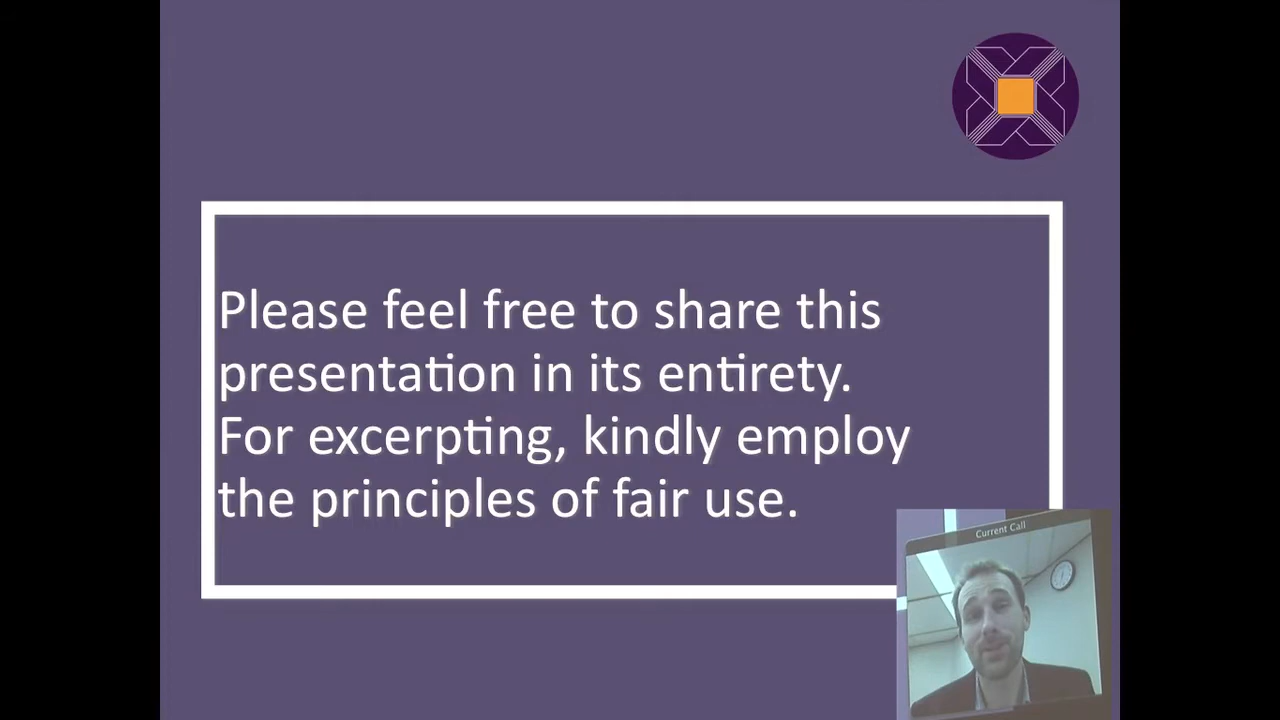 Please feel free to share this
presentation in its entirety.
For excerpting, kindly employ
the principles of fair use.
Current Call